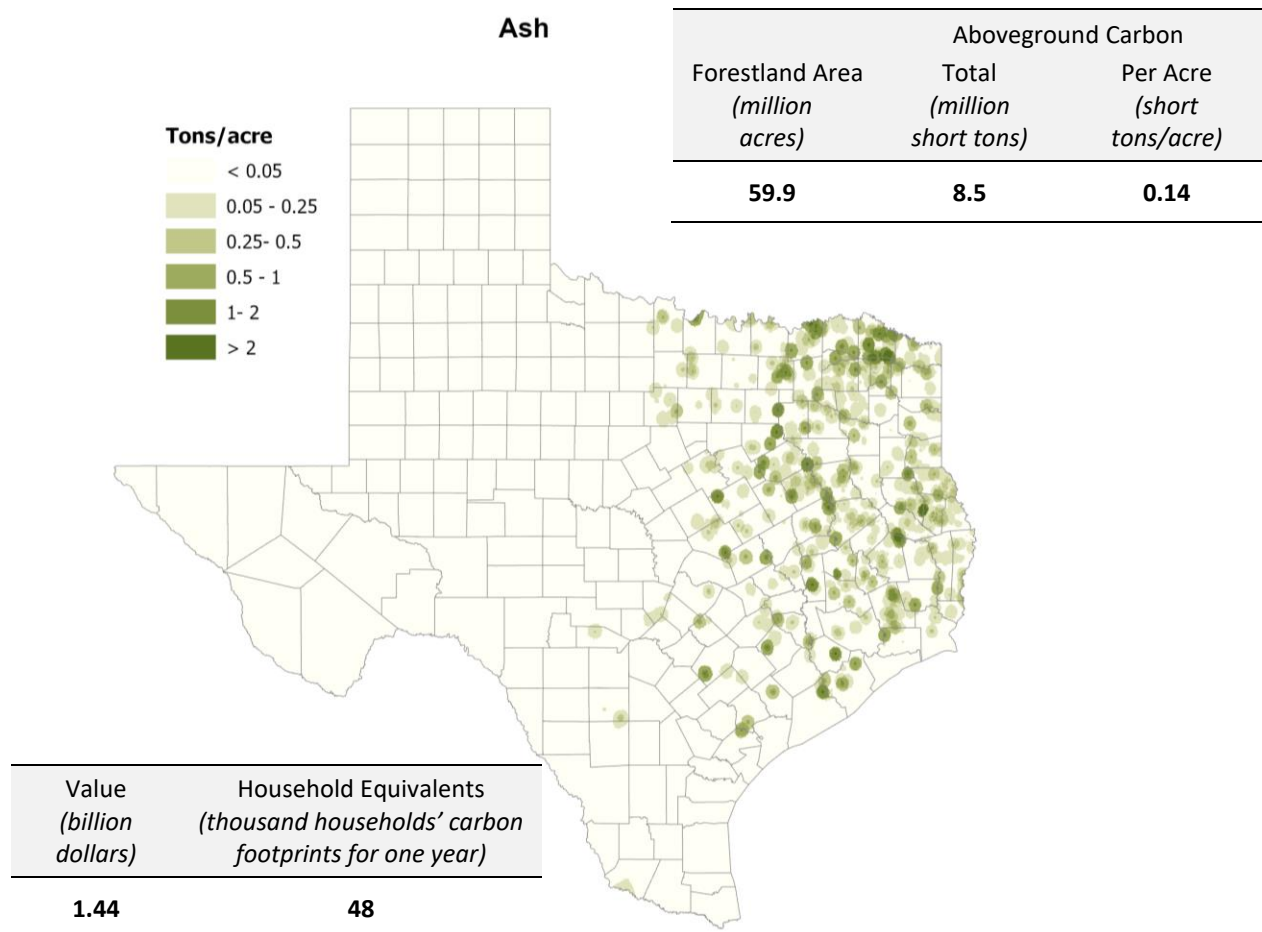 Ash
Aboveground Carbon
Forestland Area Total Per Acre
(million (million (short
acres) short tons) tons/acre)
59.9 8.5 0.14
Tons/acre
< 0.05
0.05 - 0.25
0.25- 0.5
0.5 - 1
1- 2
> 2
Value Household Equivalents
(billion (thousand households’ carbon
dollars) footprints for one year)
1.44 48